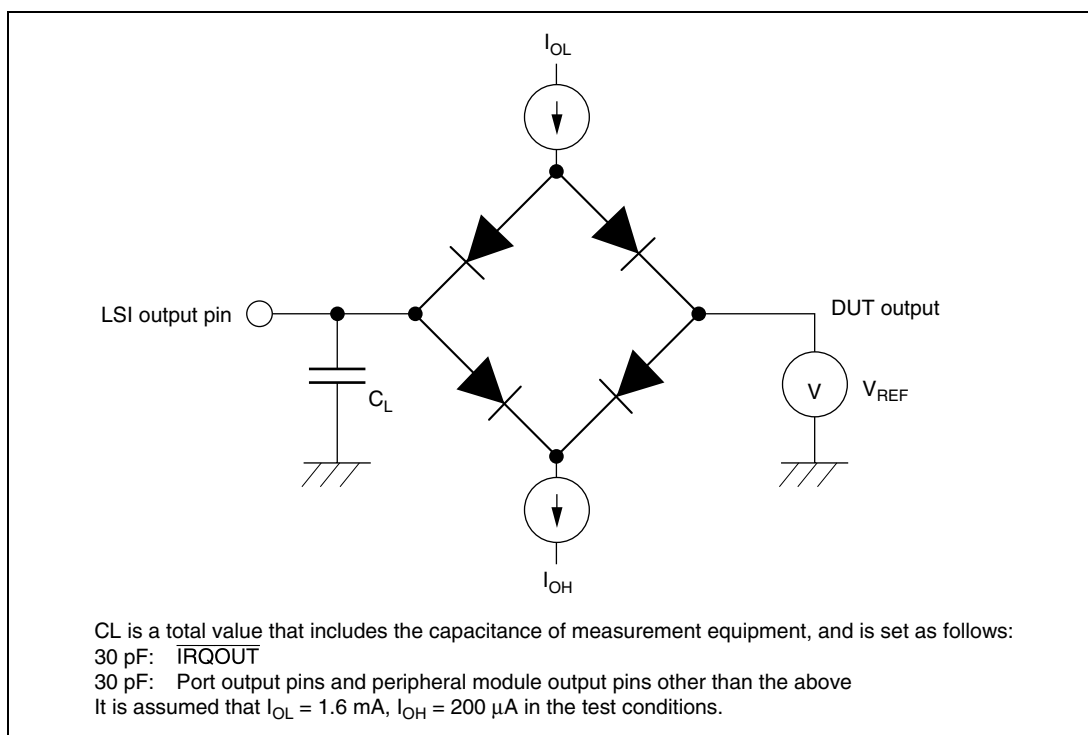 I_OL
LSI output pin
DUT output
C_L
V
V_REF
I_OH
CL is a total value that includes the capacitance of measurement equipment, and is set as follows:
30 pF: IRQOUT
30 pF: Port output pins and peripheral module output pins other than the above
It is assumed that I_OL = 1.6 mA, I_OH = 200 μA in the test conditions.